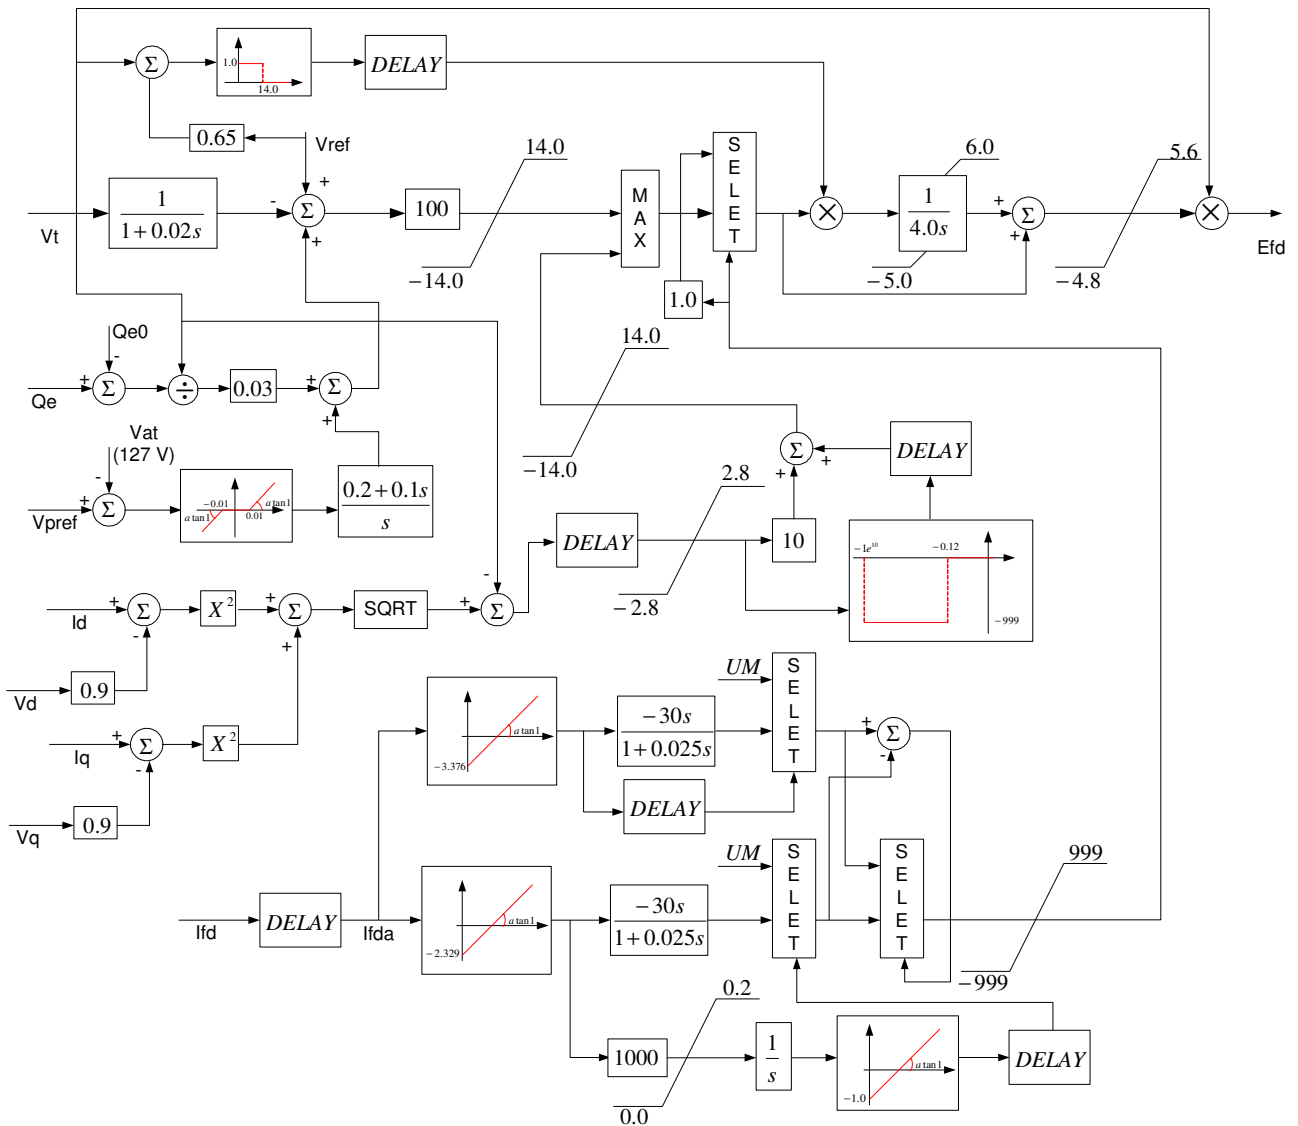 Σ
1.0
14.0
DELAY
0.65
Vref
14.0
S
E
L
E
T
6.0
5.6
1
1+0.02s
Vt
-
+
Σ
+
100
−14.0
M
A
X
1.0
×
1
4.0s
−5.0
+
Σ
+
−4.8
×
Efd
Qe0
-
+
Σ
Qe
÷
0.03
+
Σ
+
14.0
−14.0
Vat
(127 V)
-
+
Σ
Vpref
−0.01
a tan1
0.01
a tan1
0.2+0.1s
s
Σ
+
+
DELAY
2.8
−2.8
DELAY
10
−1e¹⁰
−0.12
−999
-
Id
+
Σ
-
X²
+
Σ
+
SQRT
+
Σ
Vd
0.9
Iq
+
Σ
-
X²
Vq
0.9
UM
S
E
L
E
T
−3.376
a tan1
−30s
1+0.025s
DELAY
+
Σ
-
UM
S
E
L
E
T
S
E
L
E
T
999
−999
Ifd
DELAY
Ifda
−2.329
a tan1
−30s
1+0.025s
0.2
0.0
1000
1
s
−1.0
a tan1
DELAY